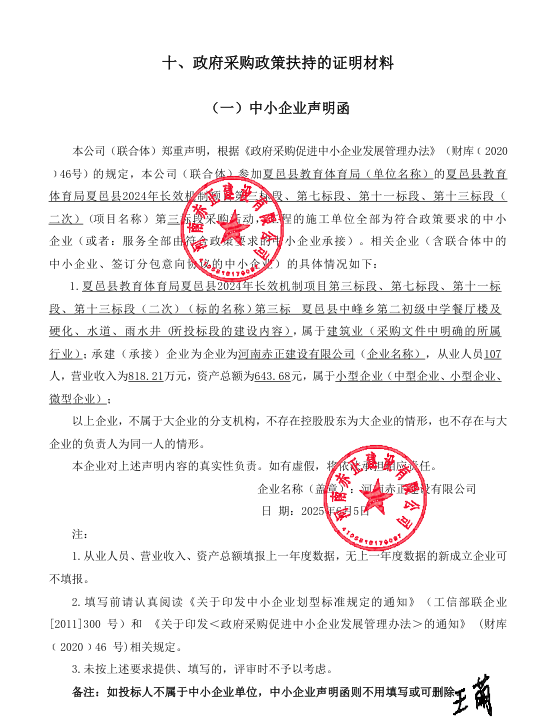 十、政府采购政策扶持的证明材料
（一）中小企业声明函
本公司（联合体）郑重声明，根据《政府采购促进中小企业发展管理办法》（财库﹝2020
﹞46号)的规定，本公司（联合体）参加夏邑县教育体育局（单位名称）的夏邑县教育
体育局夏邑县2024年长效机制项目第三标段、第七标段、第十一标段、第十三标段（
二次）（项目名称）第三标段采购活动，工程的施工单位全部为符合政策要求的中小
企业（或者：服务全部由符合政策要求的中小企业承接）。相关企业（含联合体中的
中小企业、签订分包意向协议的中小企业）的具体情况如下：
1.夏邑县教育体育局夏邑县2024年长效机制项目第三标段、第七标段、第十一标
段、第十三标段（二次）（标的名称）第三标 夏邑县中峰乡第二初级中学餐厅楼及
硬化、水道、雨水井（所投标段的建设内容），属于建筑业（采购文件中明确的所属
行业）；承建（承接）企业为企业为河南赤正建设有限公司（企业名称），从业人员107
人，营业收入为818.21万元，资产总额为643.68元，属于小型企业（中型企业、小型企业、
微型企业）；
以上企业，不属于大企业的分支机构，不存在控股股东为大企业的情形，也不存在与大
企业的负责人为同一人的情形。
本企业对上述声明内容的真实性负责。如有虚假，将依法承担相应责任。
企业名称（盖章）：河南赤正建设有限公司
日 期：2025年6月5日
注：
1.从业人员、营业收入、资产总额填报上一年度数据，无上一年度数据的新成立企业可
不填报。
2.填写前请认真阅读《关于印发中小企业划型标准规定的通知》（工信部联企业
[2011]300 号）和 《关于印发＜政府采购促进中小企业发展管理办法＞的通知》 (财库
﹝2020﹞46 号)相关规定。
3.未按上述要求提供、填写的，评审时不予以考虑。
备注：如投标人不属于中小企业单位，中小企业声明函则不用填写或可删除。
河南赤正建设有限公司
河南赤正建设有限公司